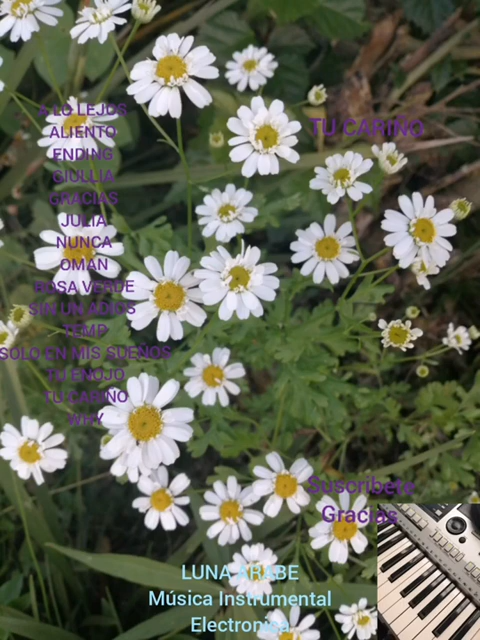 A LO LEJOS
ALIENTO
ENDING
GIULLIA
GRACIAS
JULIA
NUNCA
OMAN
ROSA VERDE
SIN UN ADIOS
TEMP
SOLO EN MIS SUEÑOS
TU ENOJO
TU CARIÑO
WHY
TU CARIÑO
Suscribete
Gracias
LUNA ARABE
Música Instrumental
Electronica